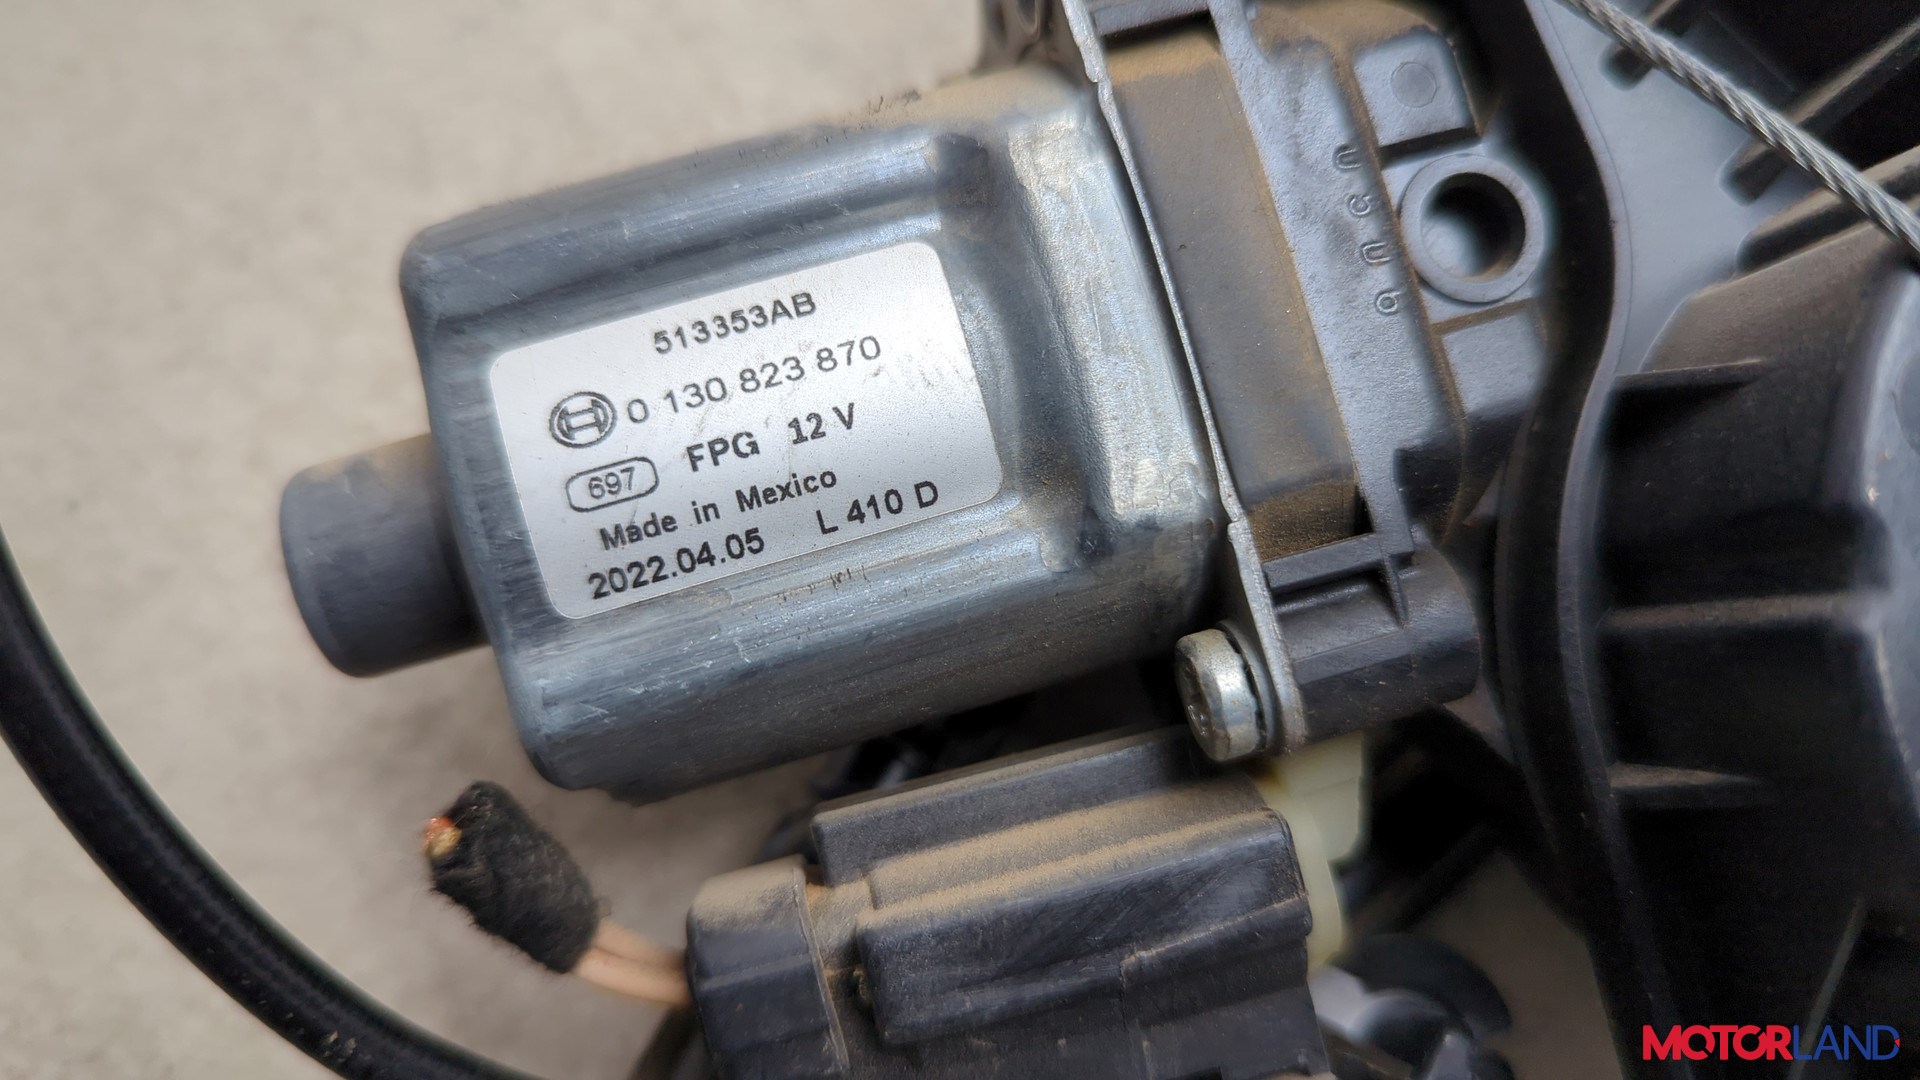 513353AB
0 130 823 870
FPG 12 V
697
Made in Mexico
2022.04.05 L 410 D
MOTORLAND